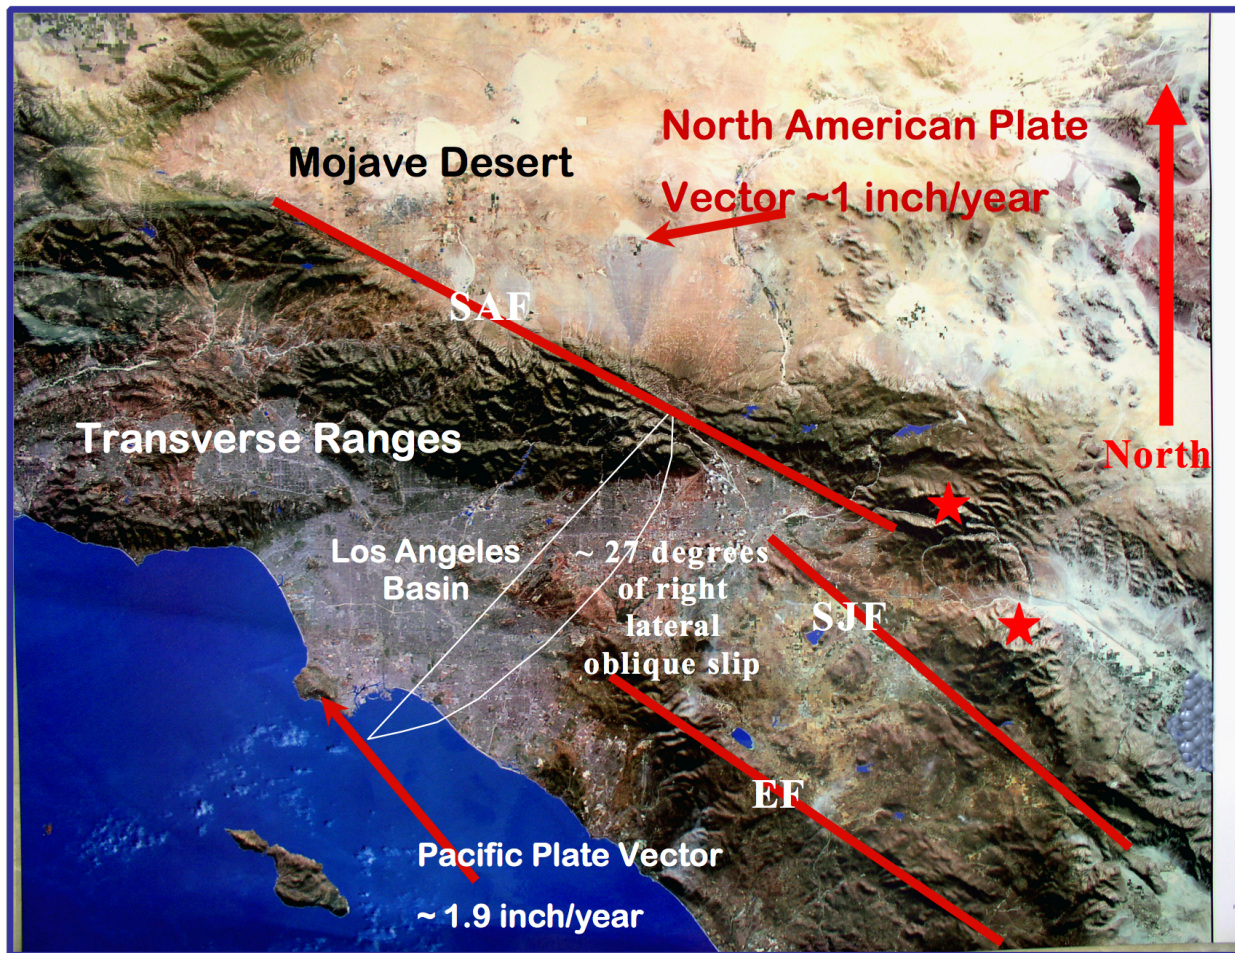 North American Plate
Vector ~1 inch/year
Mojave Desert
SAF
North
Transverse Ranges
Los Angeles
Basin
~ 27 degrees
of right
lateral
oblique slip
SJF
EF
Pacific Plate Vector
~ 1.9 inch/year